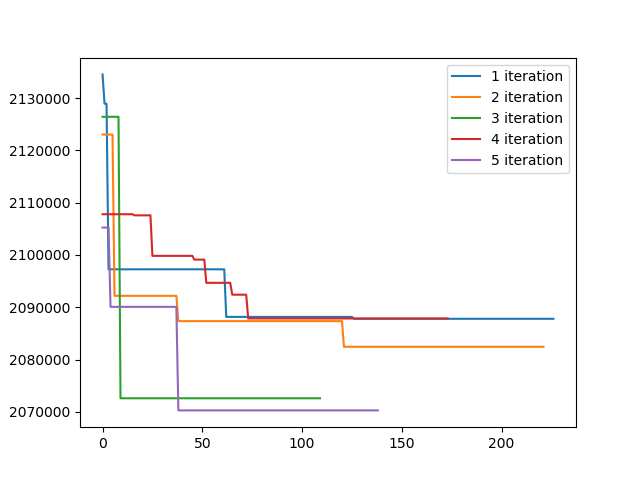 2130000
2120000
2110000
2100000
2090000
2080000
2070000
0 50 100 150 200
1 iteration
2 iteration
3 iteration
4 iteration
5 iteration